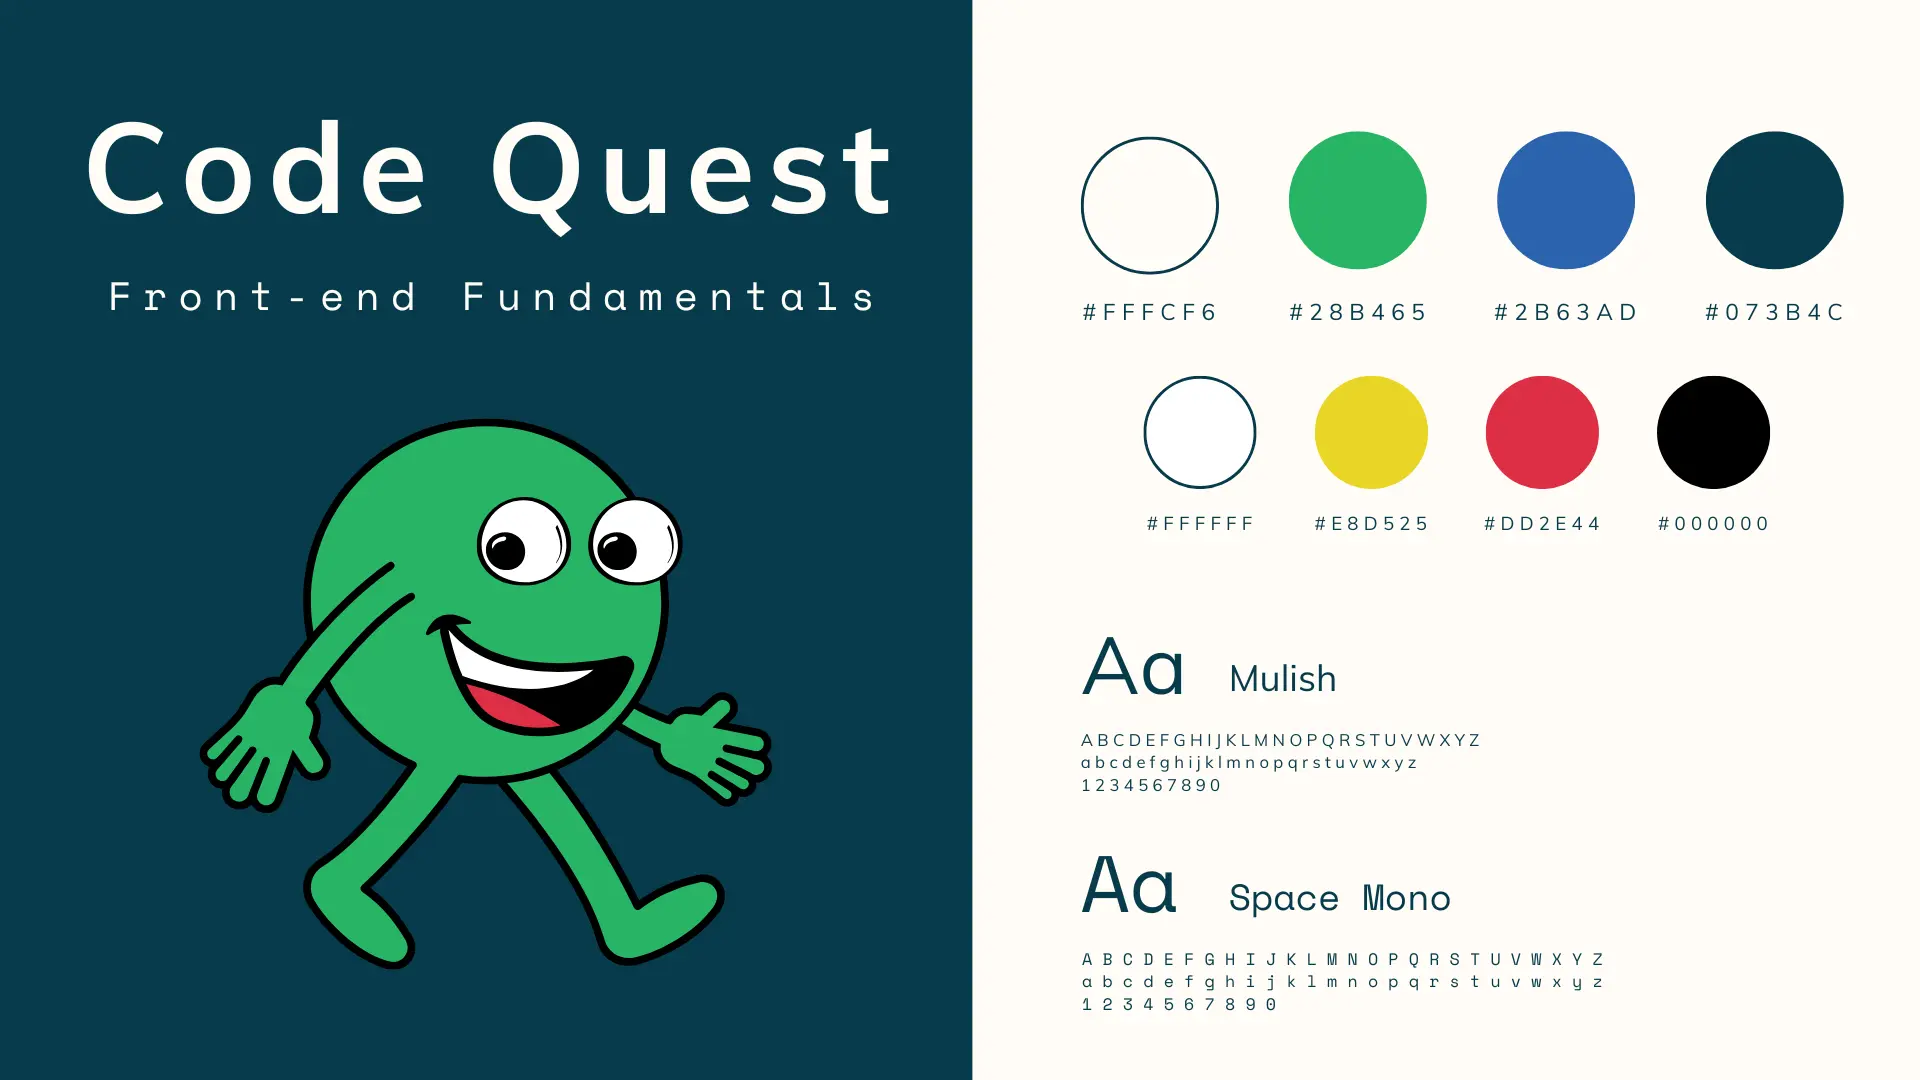 Code Quest
Front-end Fundamentals
#FFFCF6 #28B465 #2B63AD #073B4C
#FFFFFF #E8D525 #DD2E44 #000000
Aa Mulish
ABCDEFGHIJKLMNOPQRSTUVWXYZ
abcdefghijklmnopqrstuvwxyz
1234567890
Aa Space Mono
ABCDEFGHIJKLMNOPQRSTUVWXYZ
abcdefghijklmnopqrstuvwxyz
1234567890